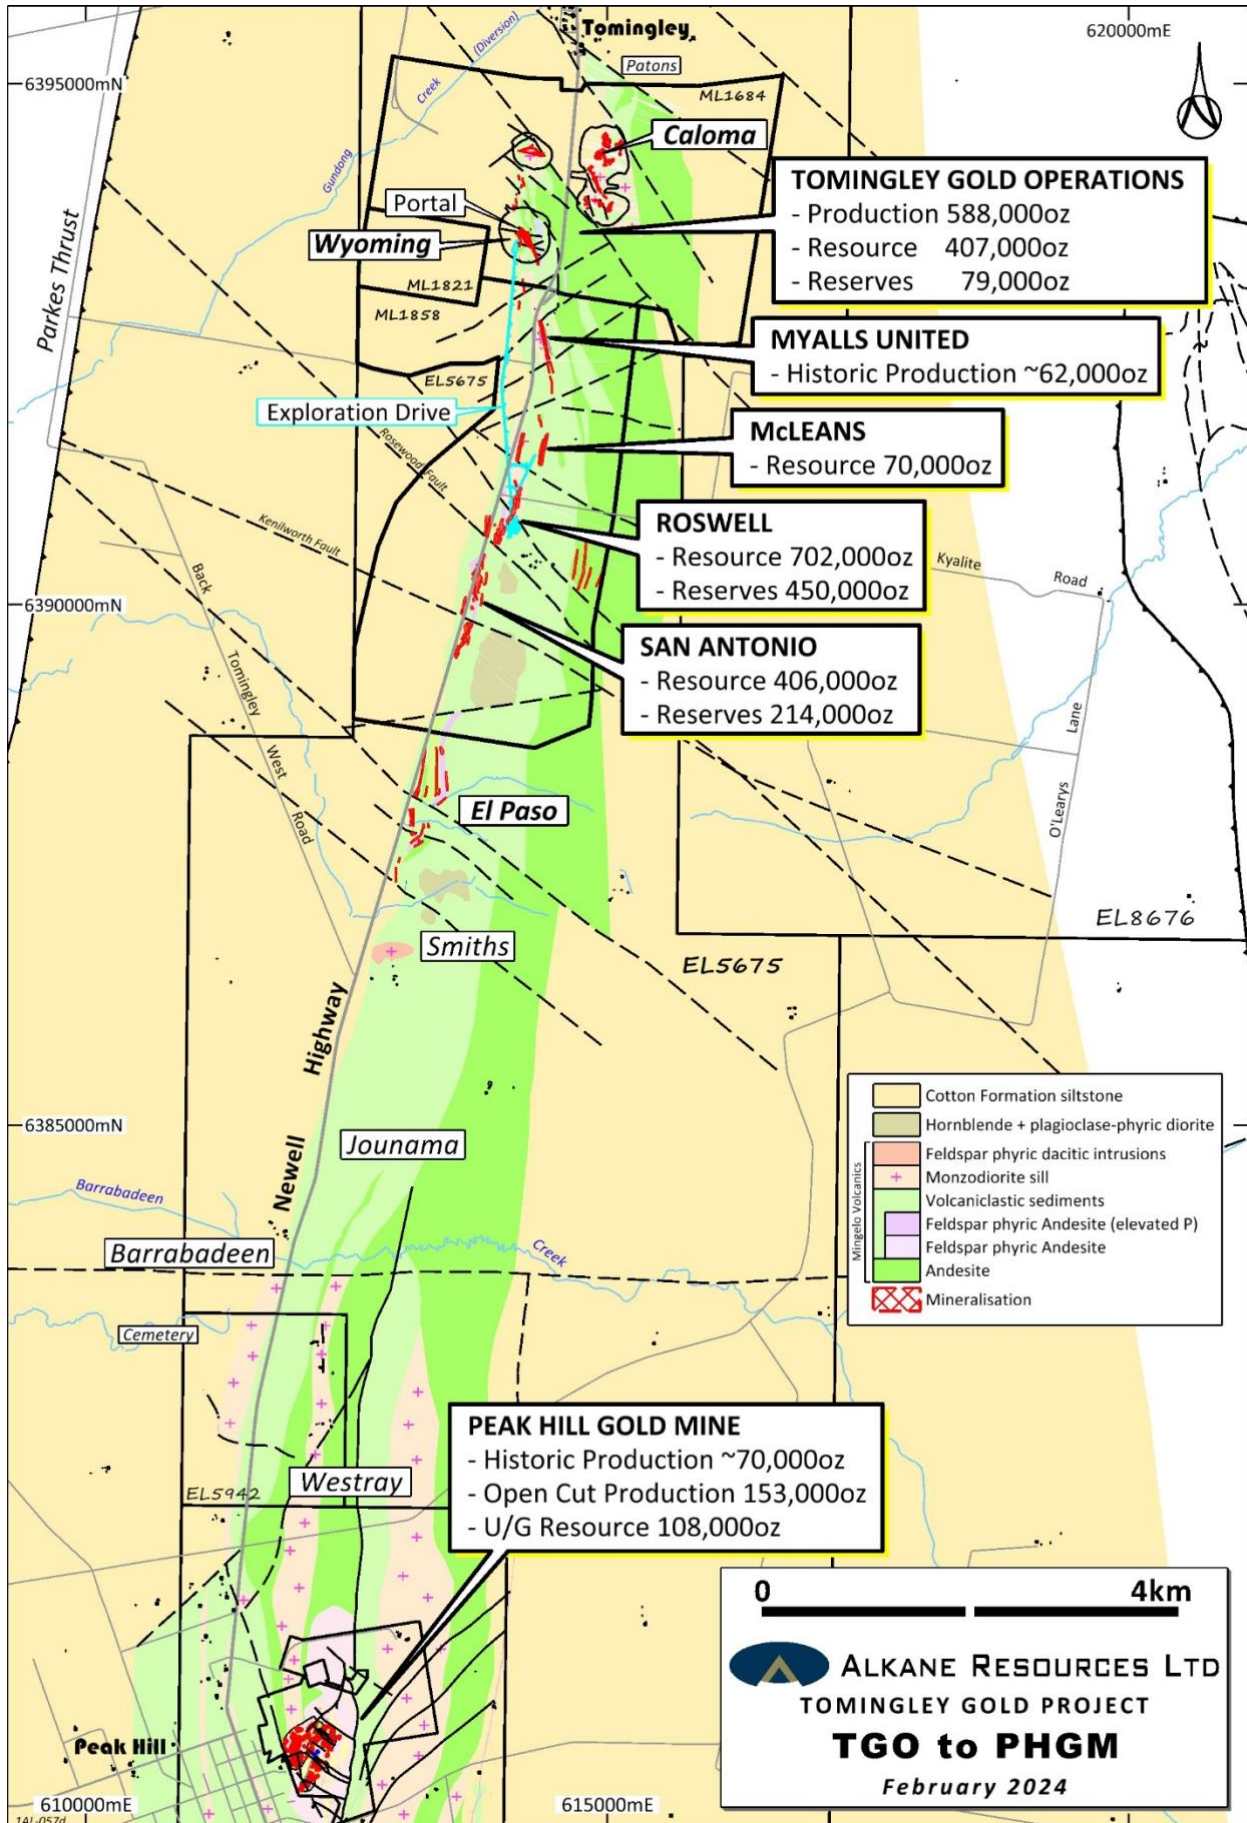 Tomingley
620000mE
(Diversion)
Patons
6395000mN
Creek
ML1684
Caloma
Gundong
TOMINGLEY GOLD OPERATIONS
- Production 588,000oz
- Resource 407,000oz
- Reserves 79,000oz
Portal
Wyoming
Parkes Thrust
ML1821
ML1858
MYALLS UNITED
- Historic Production ~62,000oz
EL5675
Exploration Drive
McLEANS
- Resource 70,000oz
Rosewood Fault
ROSWELL
- Resource 702,000oz
- Reserves 450,000oz
Kenilworth Fault
Kyalite Road
Back
6390000mN
SAN ANTONIO
- Resource 406,000oz
- Reserves 214,000oz
Tomingley
Lane
West
Road
O'Learys
El Paso
EL8676
Smiths
EL5675
Highway
Cotton Formation siltstone
6385000mN
Hornblende + plagioclase-phyric diorite
Jounama
Feldspar phyric dacitic intrusions
Monzodiorite sill
Newell
Barrabadeen
Volcaniclastic sediments
Mingelo Volcanics
Feldspar phyric Andesite (elevated P)
Feldspar phyric Andesite
Barrabadeen
Creek
Andesite
Mineralisation
Cemetery
PEAK HILL GOLD MINE
- Historic Production ~70,000oz
- Open Cut Production 153,000oz
- U/G Resource 108,000oz
Westray
EL5942
0 4km
ALKANE RESOURCES LTD
TOMINGLEY GOLD PROJECT
TGO to PHGM
February 2024
Peak Hill
610000mE
615000mE
1AL-057d